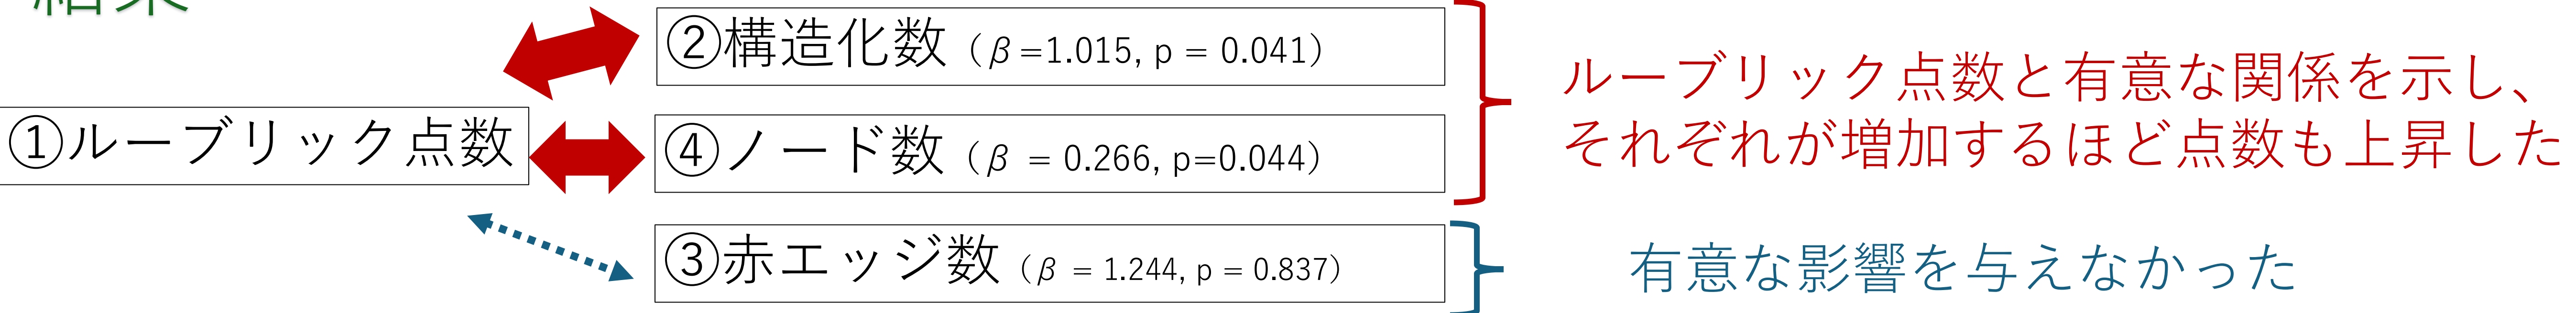 結果
②構造化数（β=1.015, p = 0.041）
①ルーブリック点数
④ノード数（β = 0.266, p=0.044）
③赤エッジ数（β = 1.244, p = 0.837）
ルーブリック点数と有意な関係を示し、
それぞれが増加するほど点数も上昇した
有意な影響を与えなかった